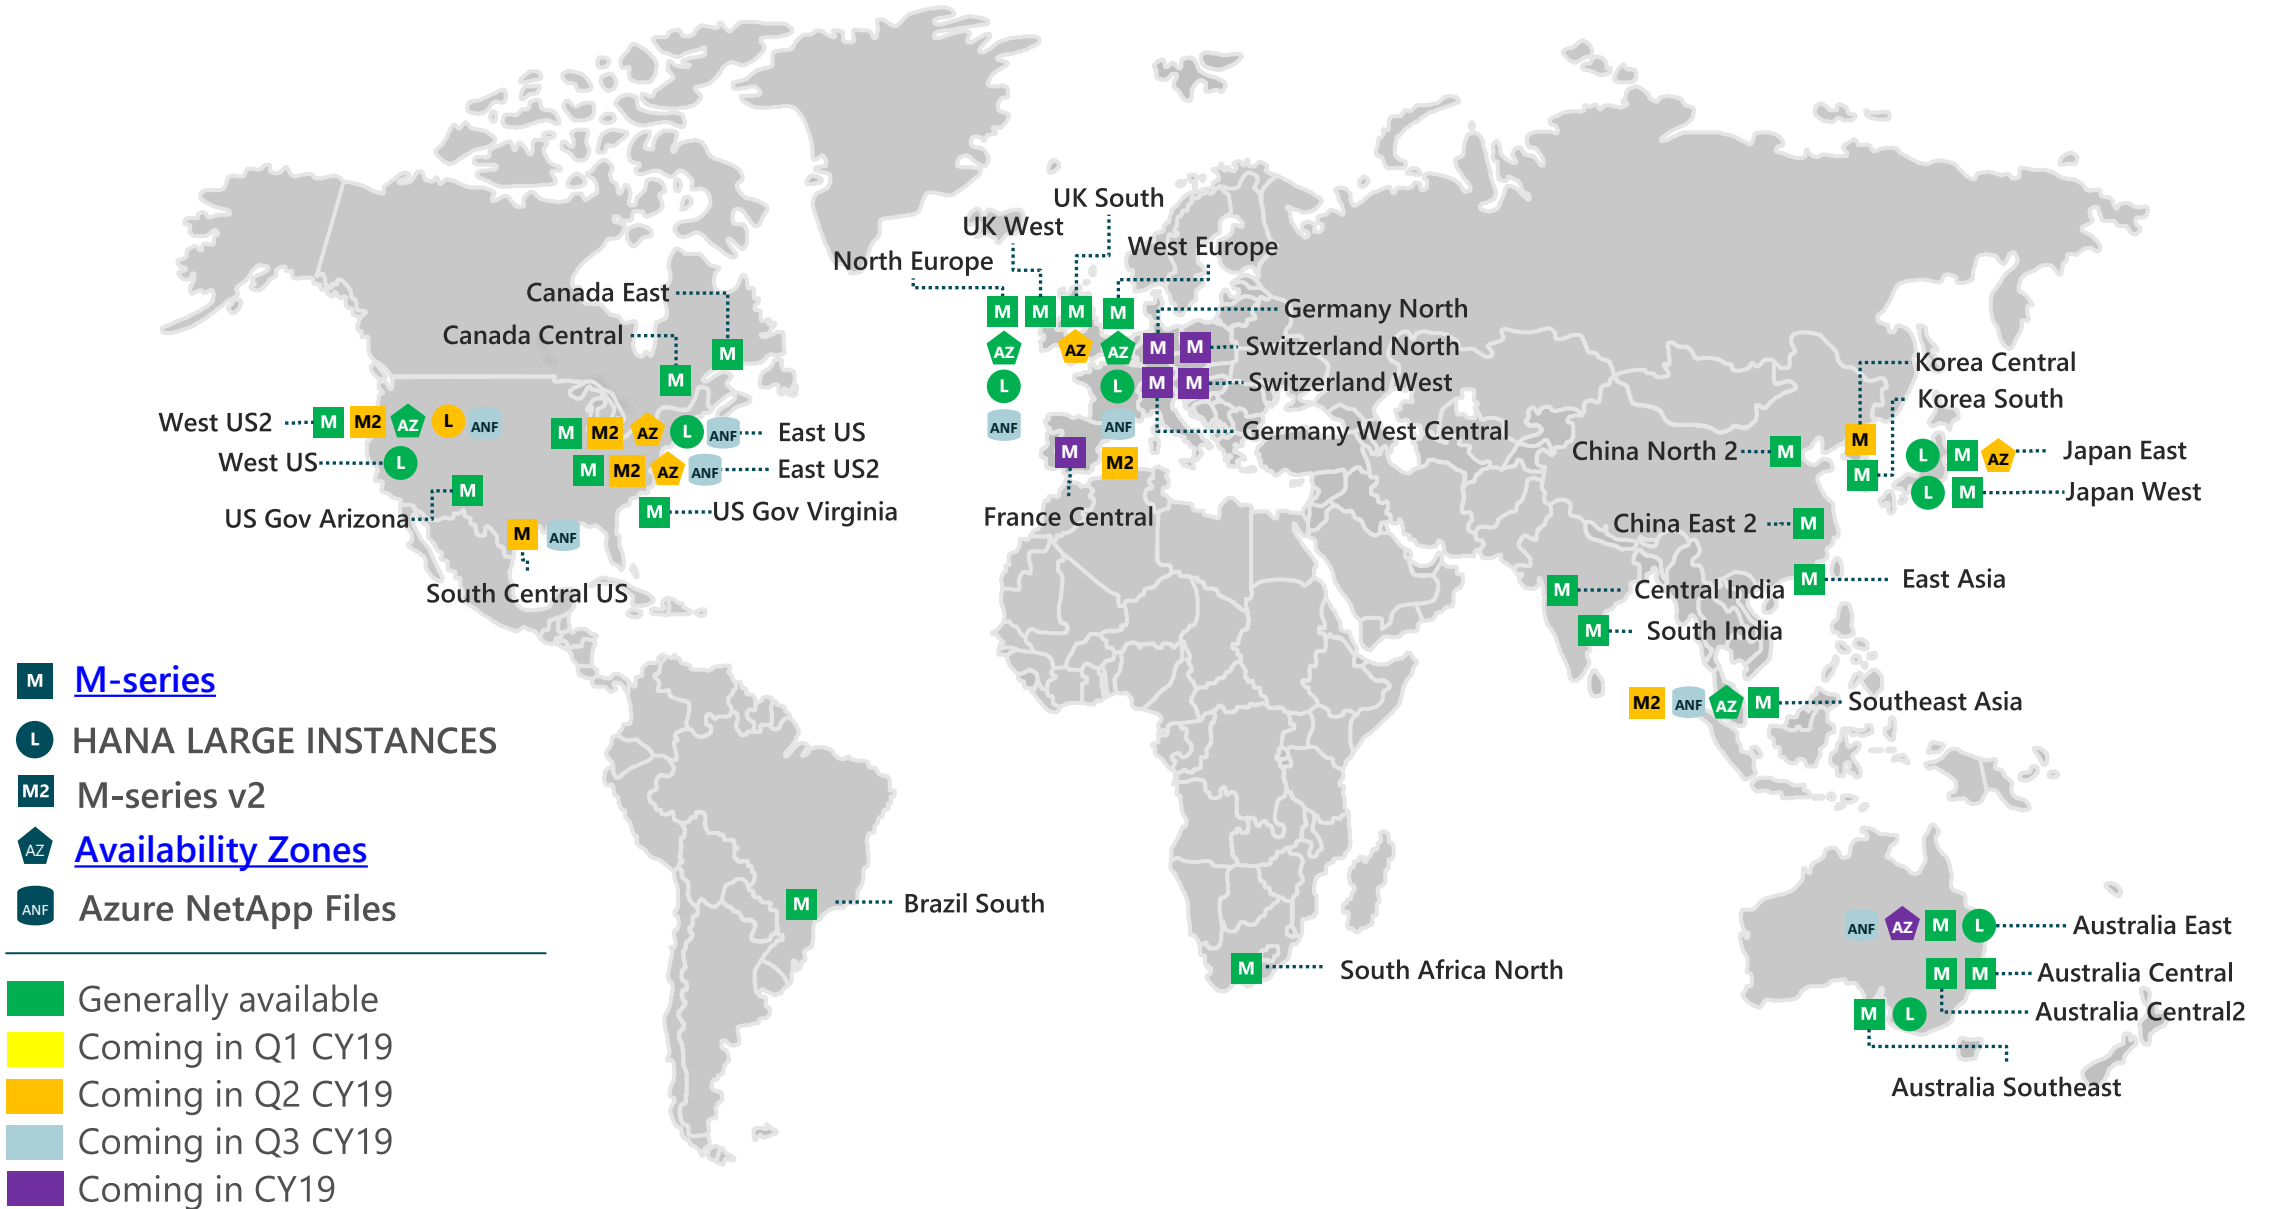 UK South
UK West
West Europe
North Europe
Canada East
M M M M
Germany North
Canada Central
M
AZ AZ AZ M M
Switzerland North
Korea Central
M
L L M M
Switzerland West
Korea South
West US2 M M2 AZ L ANF
M M2 AZ L ANF East US
ANF ANF
Germany West Central
M
West US L
M M2 AZ ANF East US2
M M2
China North 2 M
M
L M AZ Japan East
L M Japan West
M
US Gov Arizona
M US Gov Virginia
France Central
China East 2 M
M ANF
South Central US
M Central India
M East Asia
M South India
M M-series
M2 ANF AZ M Southeast Asia
L HANA LARGE INSTANCES
M2 M-series v2
AZ Availability Zones
ANF Azure NetApp Files
M Brazil South
ANF AZ M L Australia East
M South Africa North
M M Australia Central
Australia Central2
M L
Australia Southeast
Generally available
Coming in Q1 CY19
Coming in Q2 CY19
Coming in Q3 CY19
Coming in CY19